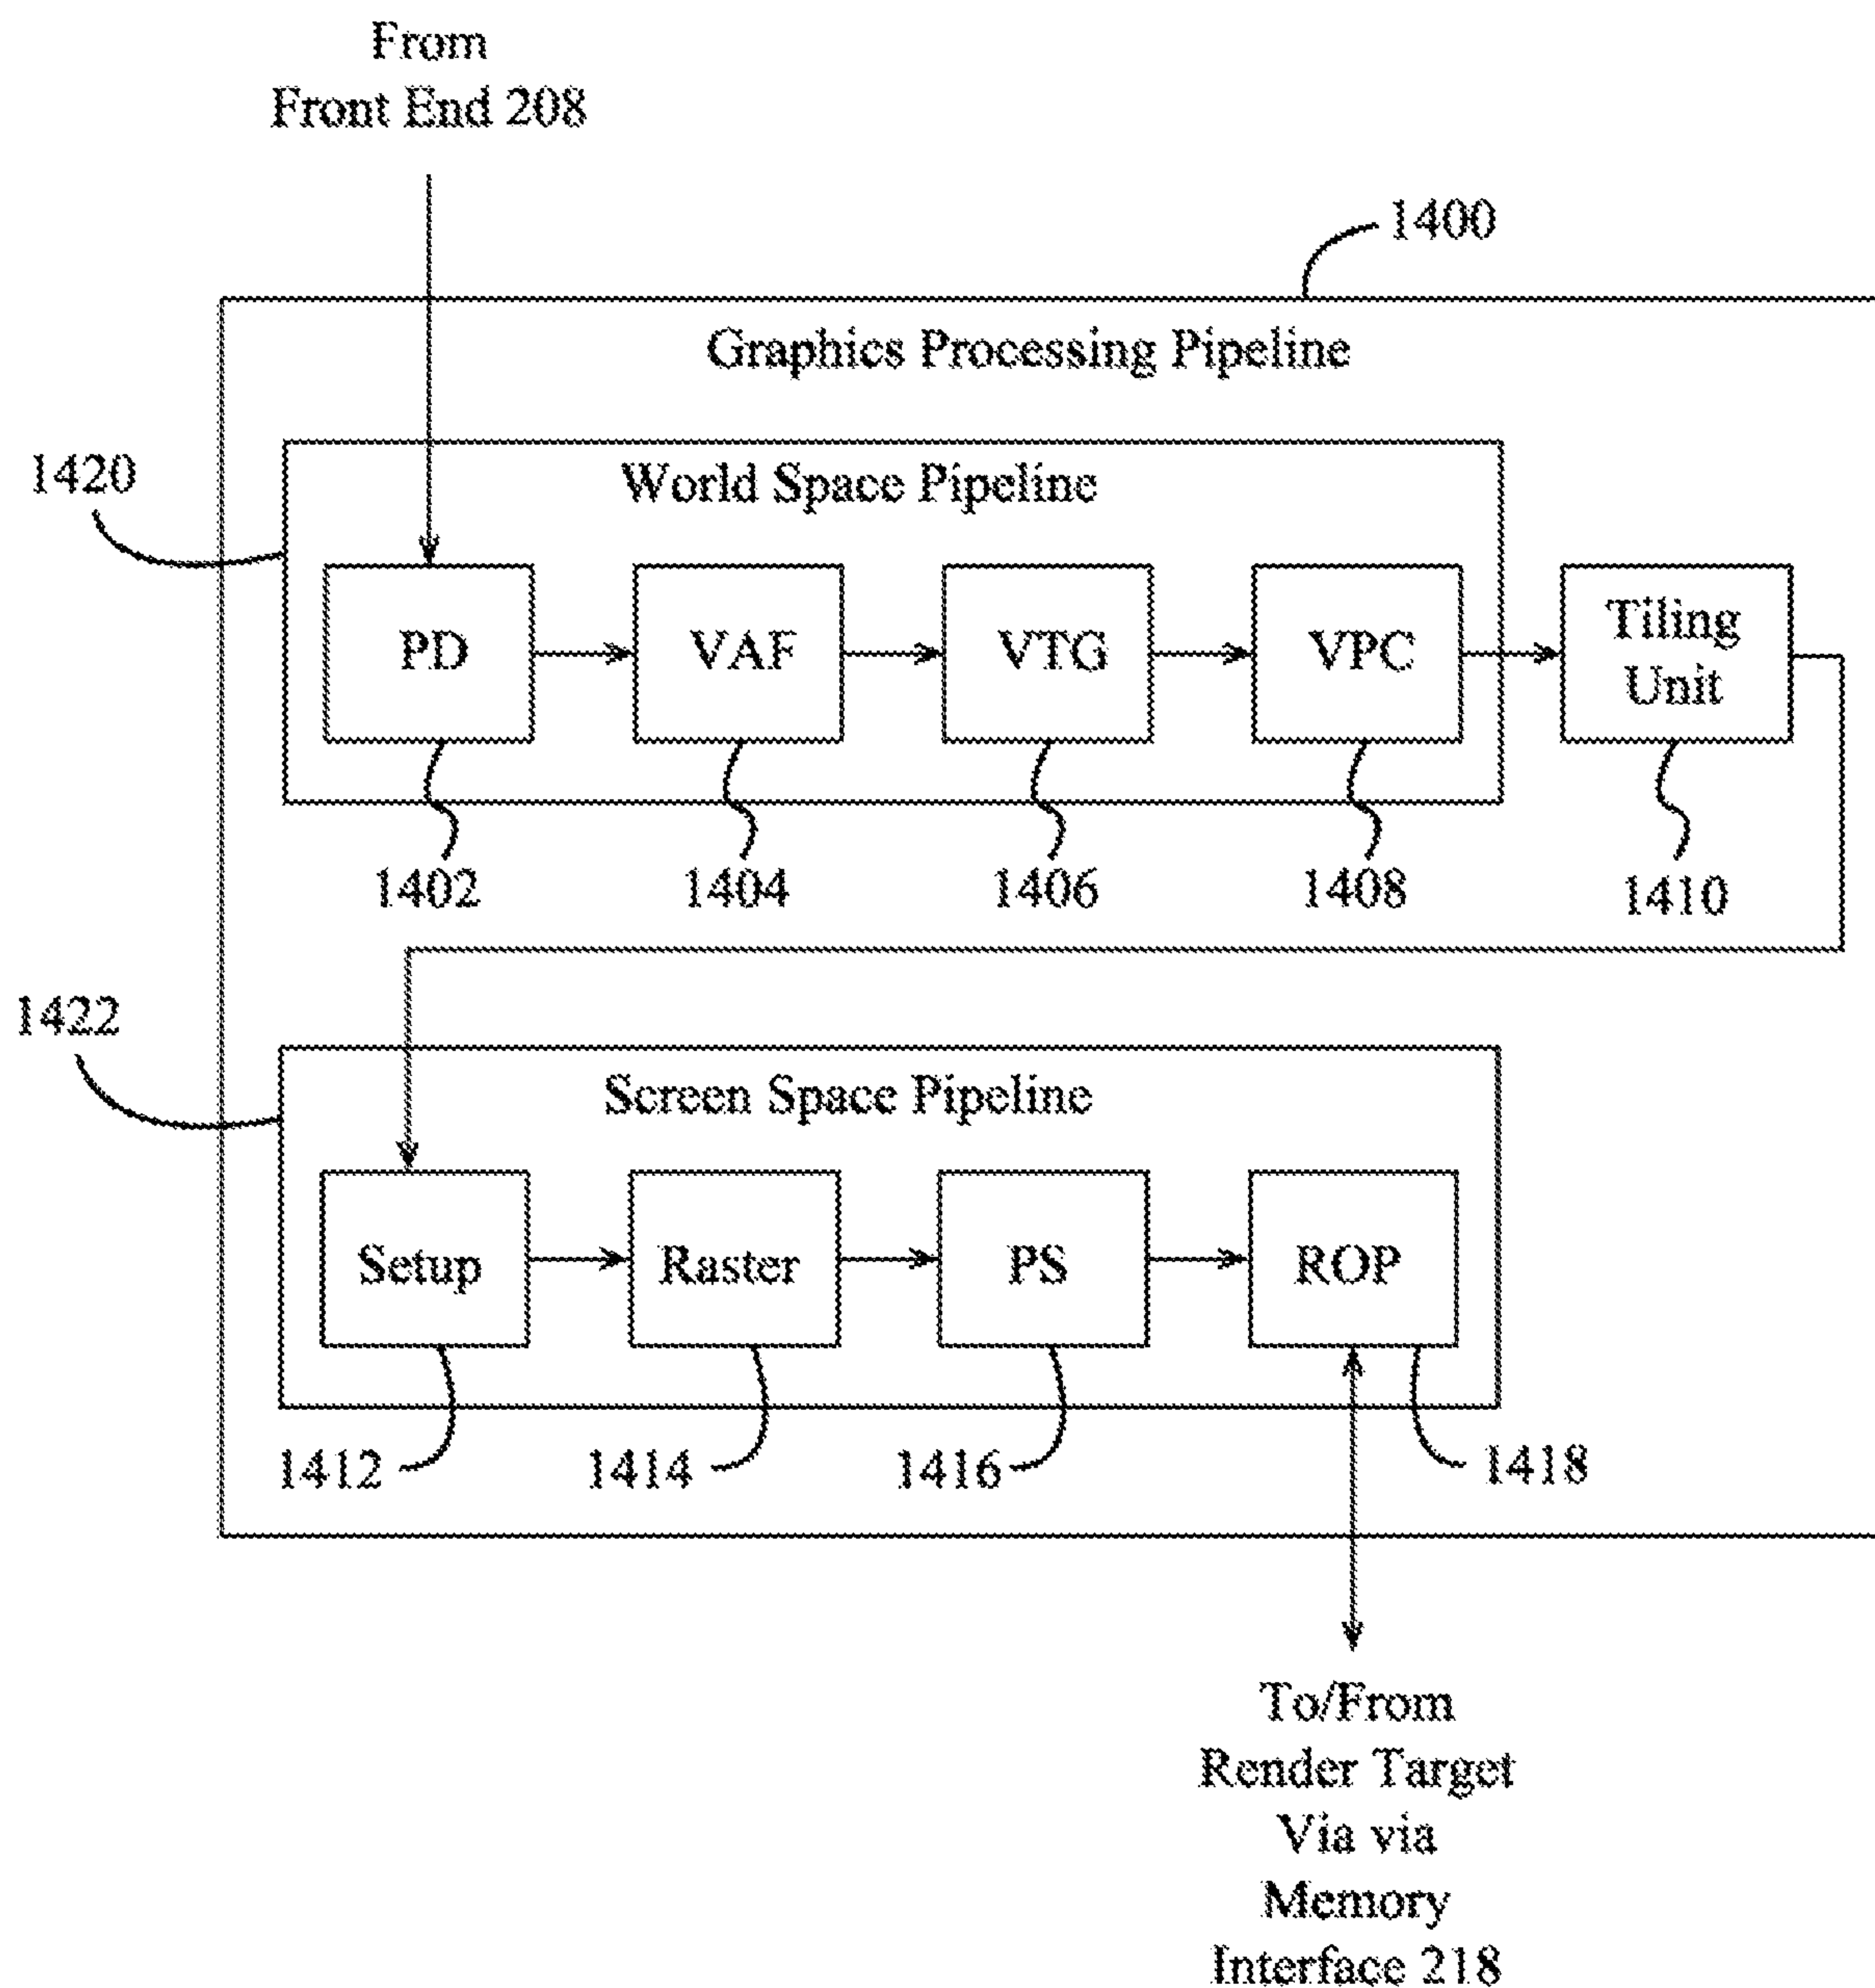 From
Front End 208
1400
Graphics Processing Pipeline
1420
World Space Pipeline
PD
VAF
VTG
VPC
Tiling
Unit
1402
1404
1406
1408
1410
1422
Screen Space Pipeline
Setup
Raster
PS
ROP
1412
1414
1416
1418
To/From
Render Target
Via via
Memory
Interface 218